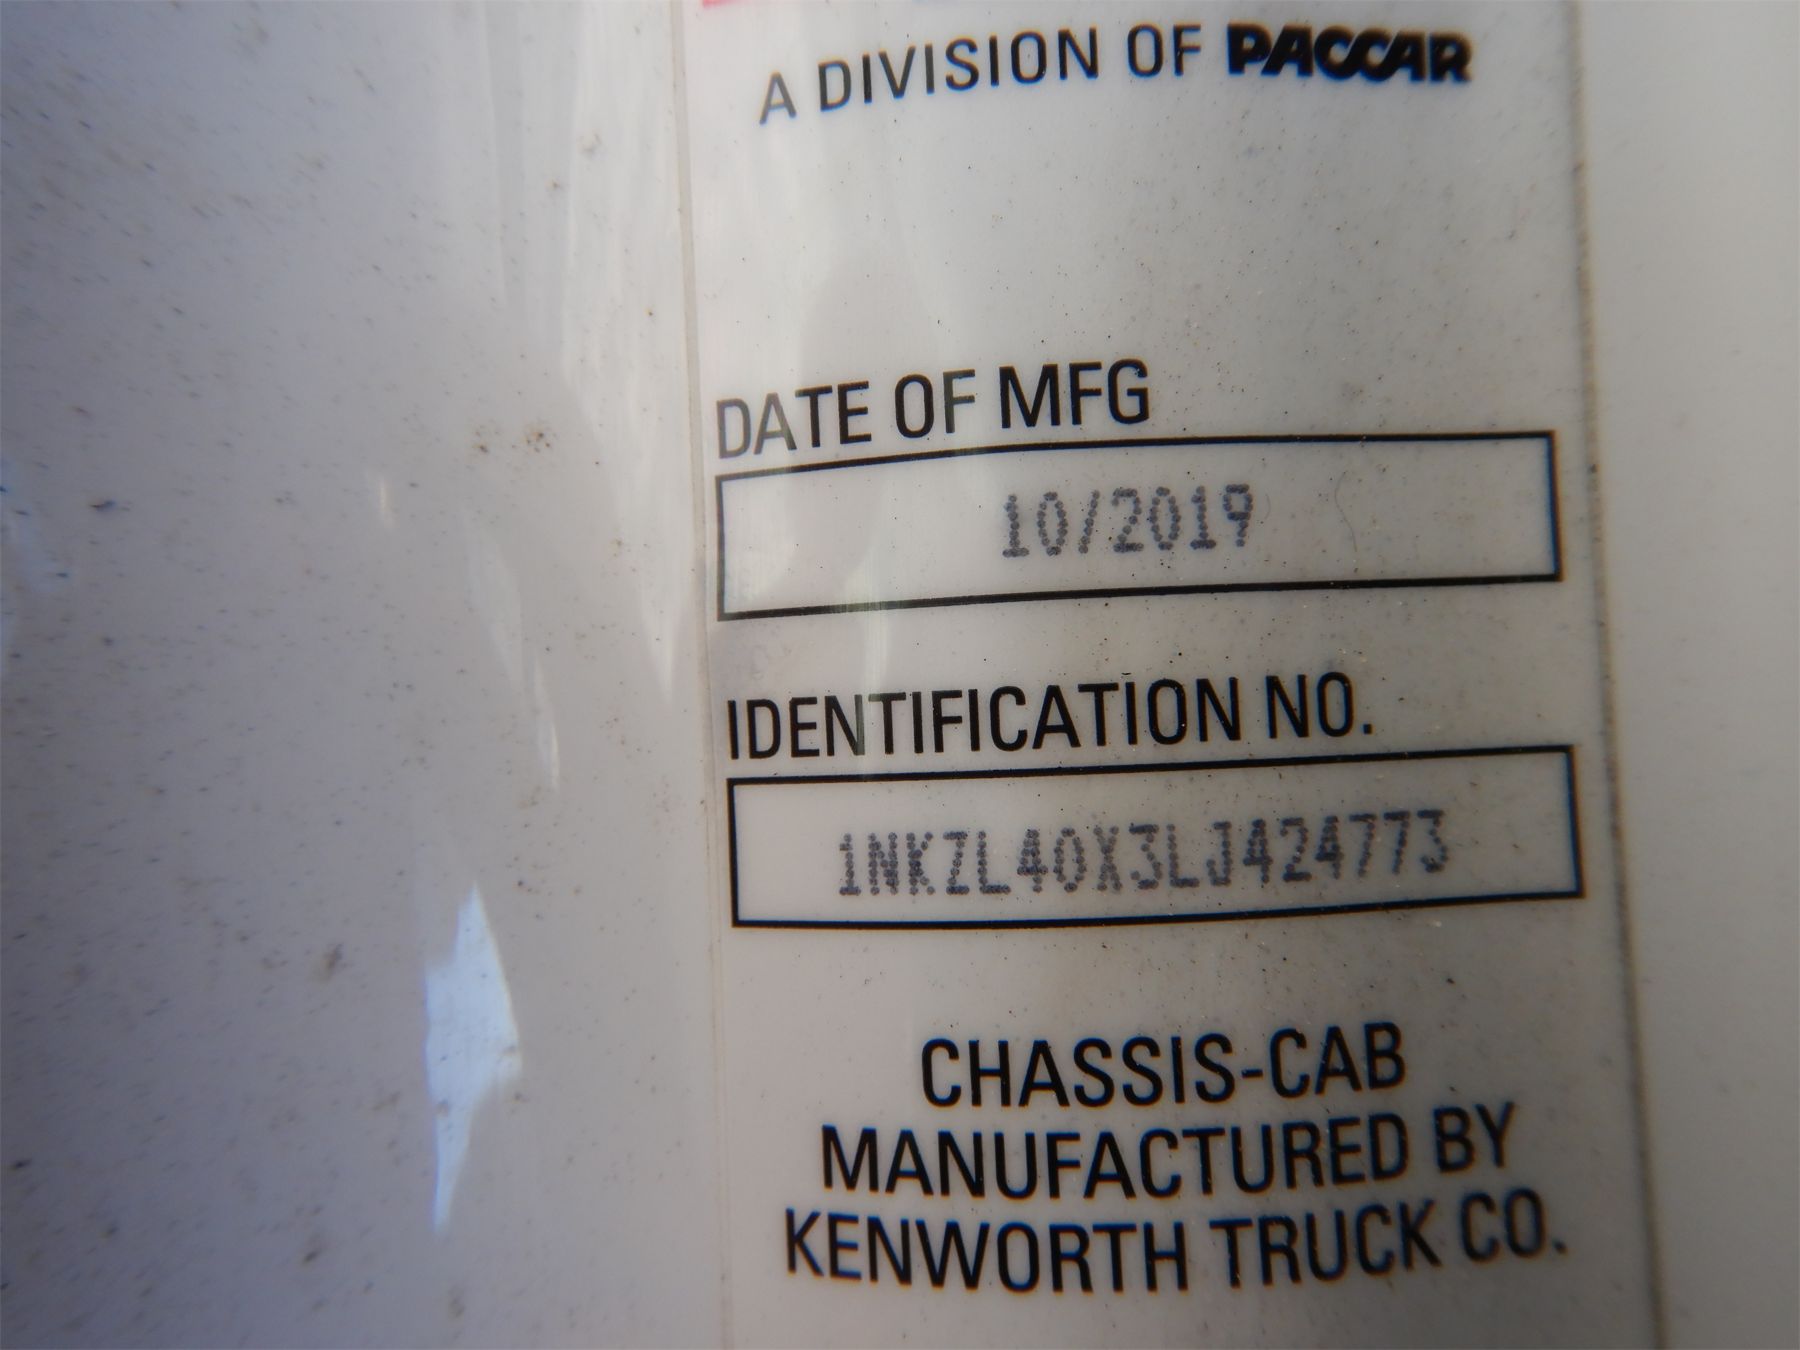 A DIVISION OF PACCAR
DATE OF MFG
10/2019
IDENTIFICATION NO.
1NKZL40X3LJ424773
CHASSIS-CAB
MANUFACTURED BY
KENWORTH TRUCK CO.